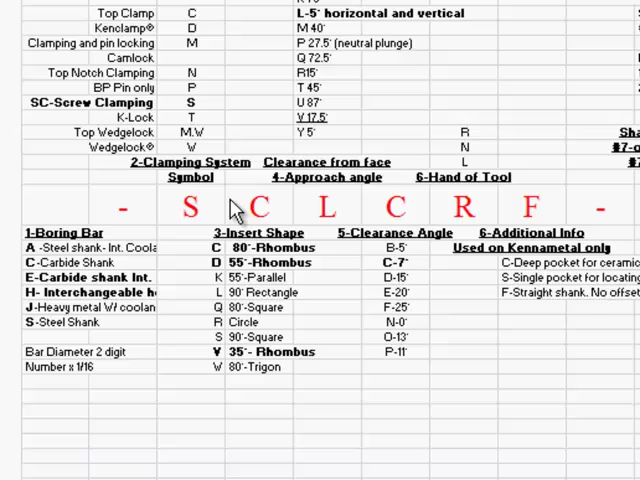 Top Clamp C L-5° horizontal and vertical
Kenclamp® D M 40°
Clamping and pin locking M P 27.5° (neutral plunge)
Camlock Q 72.5°
Top Notch Clamping N R15°
BP Pin only P T 45°
SC-Screw Clamping S U 87°
K-Lock T V 17.5°
Top Wedgelock M.W Y 5° R Sha
Wedgelock® W N #7-o
2-Clamping System Clearance from face L #7
Symbol 4-Approach angle 6-Hand of Tool
- S C L C R F -
1-Boring Bar 3-Insert Shape 5-Clearance Angle 6-Additional Info
A -Steel shank- Int. Coola C 80°-Rhombus B-5° Used on Kennametal only
C-Carbide Shank D 55°-Rhombus C-7° C-Deep pocket for ceramic
E-Carbide shank Int. K 55°-Parallel D-15° S-Single pocket for locating
H- Interchangeable he L 90° Rectangle E-20° F-Straight shank. No offset
J-Heavy metal W/ coolan Q 80°-Square F-25°
S-Steel Shank R Circle N-0°
S 90°-Square O-13°
Bar Diameter 2 digit V 35°- Rhombus P-11°
Number x 1/16 W 80°-Trigon